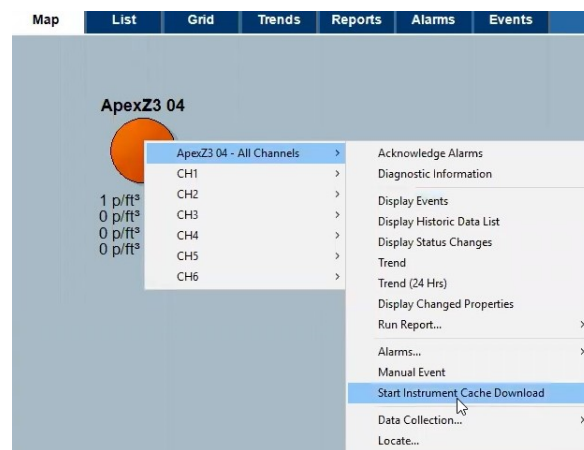 Map List Grid Trends Reports Alarms Events
ApexZ3 04
1 p/ft³
0 p/ft³
0 p/ft³
0 p/ft³
ApexZ3 04 - All Channels >
CH1 >
CH2 >
CH3 >
CH4 >
CH5 >
CH6 >
Acknowledge Alarms
Diagnostic Information
Display Events
Display Historic Data List
Display Status Changes
Trend
Trend (24 Hrs)
Display Changed Properties
Run Report... >
Alarms... >
Manual Event
Start Instrument Cache Download
Data Collection... >
Locate...